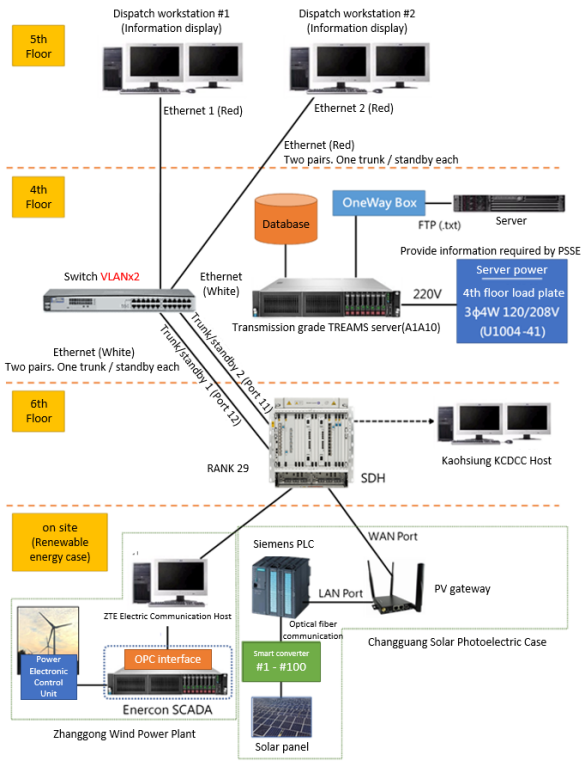 Dispatch workstation #1
(Information display)
Dispatch workstation #2
(Information display)
5th
Floor
Ethernet 1 (Red)
Ethernet 2 (Red)
Ethernet (Red)
Two pairs. One trunk / standby each
4th
Floor
Database
OneWay Box
FTP (.txt)
Server
Provide information required by PSSE
Switch VLANx2
Ethernet
(White)
220V
Server power
4th floor load plate
3ϕ4W 120/208V
(U1004-41)
Transmission grade TREAMS server(A1A10)
Ethernet (White)
Two pairs. One trunk / standby each
Trunk/standby 1 (Port 12)
Trunk/standby 2 (Port 11)
6th
Floor
RANK 29
SDH
Kaohsiung KCDCC Host
on site
(Renewable
energy case)
WAN Port
Siemens PLC
LAN Port
PV gateway
ZTE Electric Communication Host
Optical fiber
communication
Changguang Solar Photoelectric Case
Power
Electronic
Control
Unit
OPC interface
Smart converter
#1 - #100
Enercon SCADA
Zhanggong Wind Power Plant
Solar panel